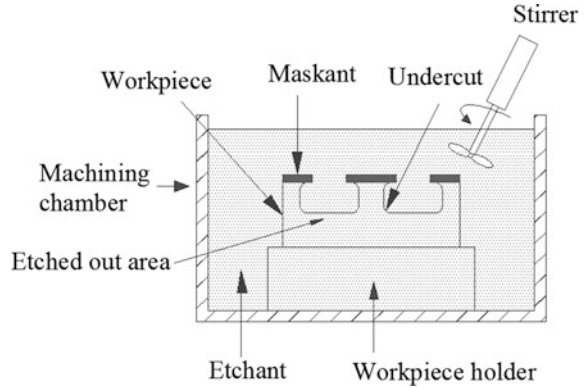 Stirrer
Workpiece
Maskant
Undercut
Machining
chamber
Etched out area
Etchant
Workpiece holder